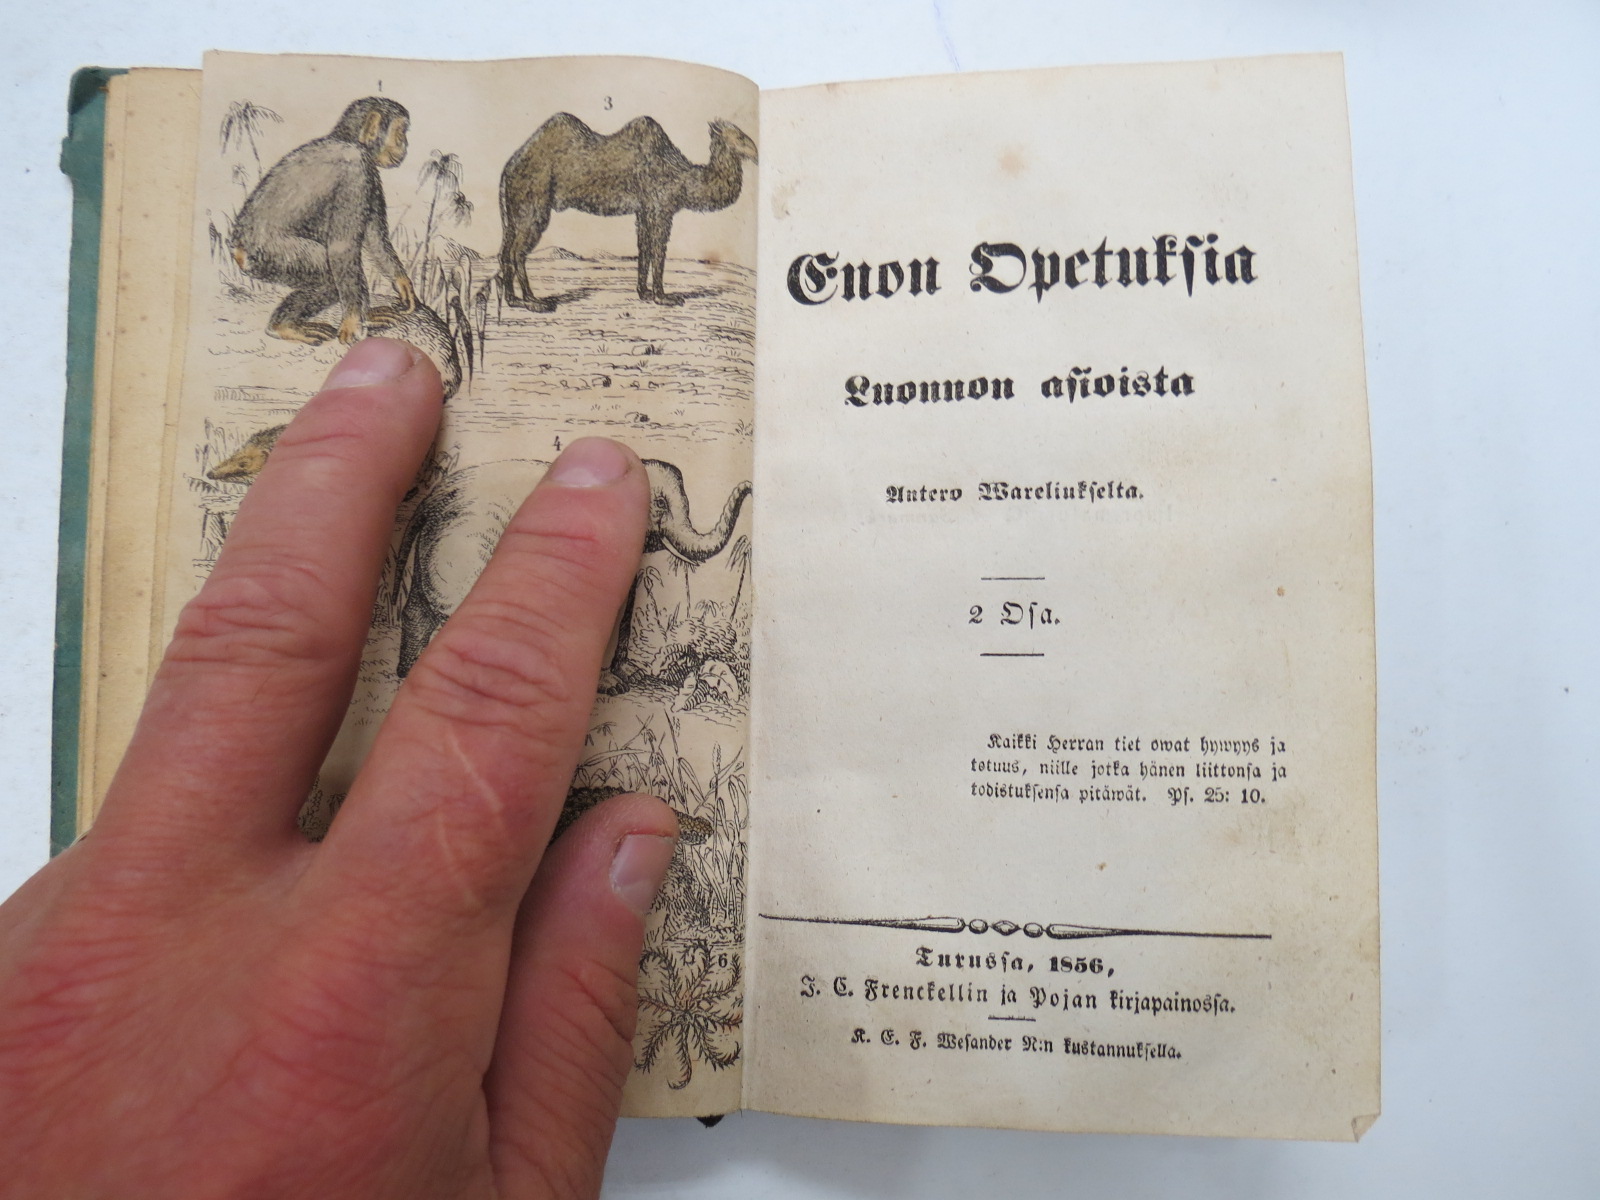 1
3
4
6
Enon Opetuksia
Luonnon asioista
Antero Wareliukselta.
2 Osa.
Kaikki Herran tiet owat hywyys ja
totuus, niille jotka hänen liittonsa ja
todistuksensa pitäwät. Ps. 25: 10.
Turussa, 1856,
J. C. Frenckellin ja Pojan kirjapainossa.
K. E. F. Wesander N:n kustannuksella.